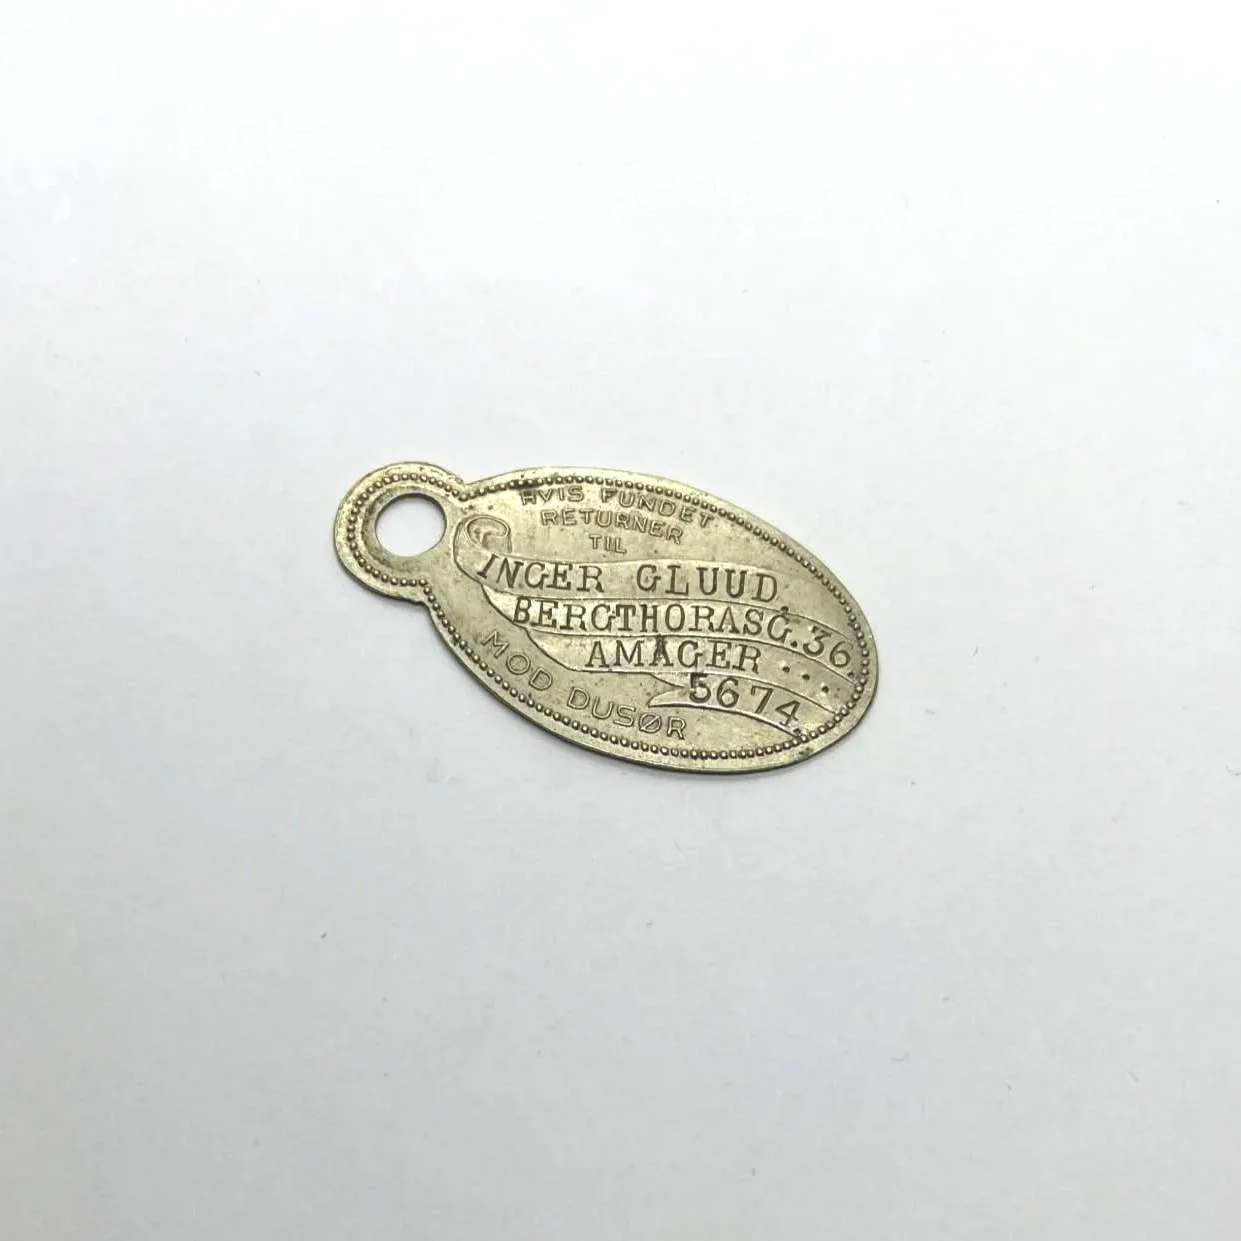 HVIS FUNDET
RETURNER
TIL
INGER GLUUD.
BERGTHORASG. 36.
AMAGER ...
5674.
MOD DUSØR